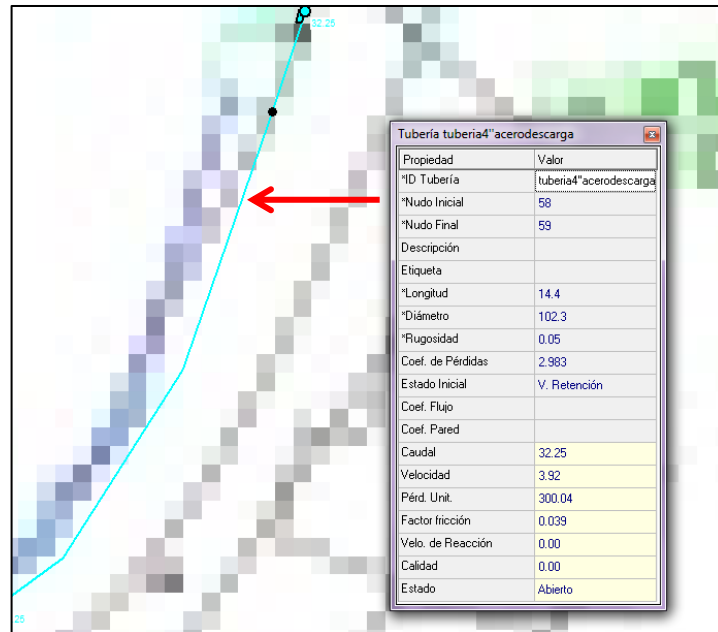 32.25
Tubería tuberia4"acerodescarga
Propiedad Valor
*ID Tubería tuberia4"acerodescarga
*Nudo Inicial 58
*Nudo Final 59
Descripción
Etiqueta
*Longitud 14.4
*Diámetro 102.3
*Rugosidad 0.05
Coef. de Pérdidas 2.983
Estado Inicial V. Retención
Coef. Flujo
Coef. Pared
Caudal 32.25
Velocidad 3.92
Pérd. Unit. 300.04
Factor fricción 0.039
Velo. de Reacción 0.00
Calidad 0.00
Estado Abierto
25